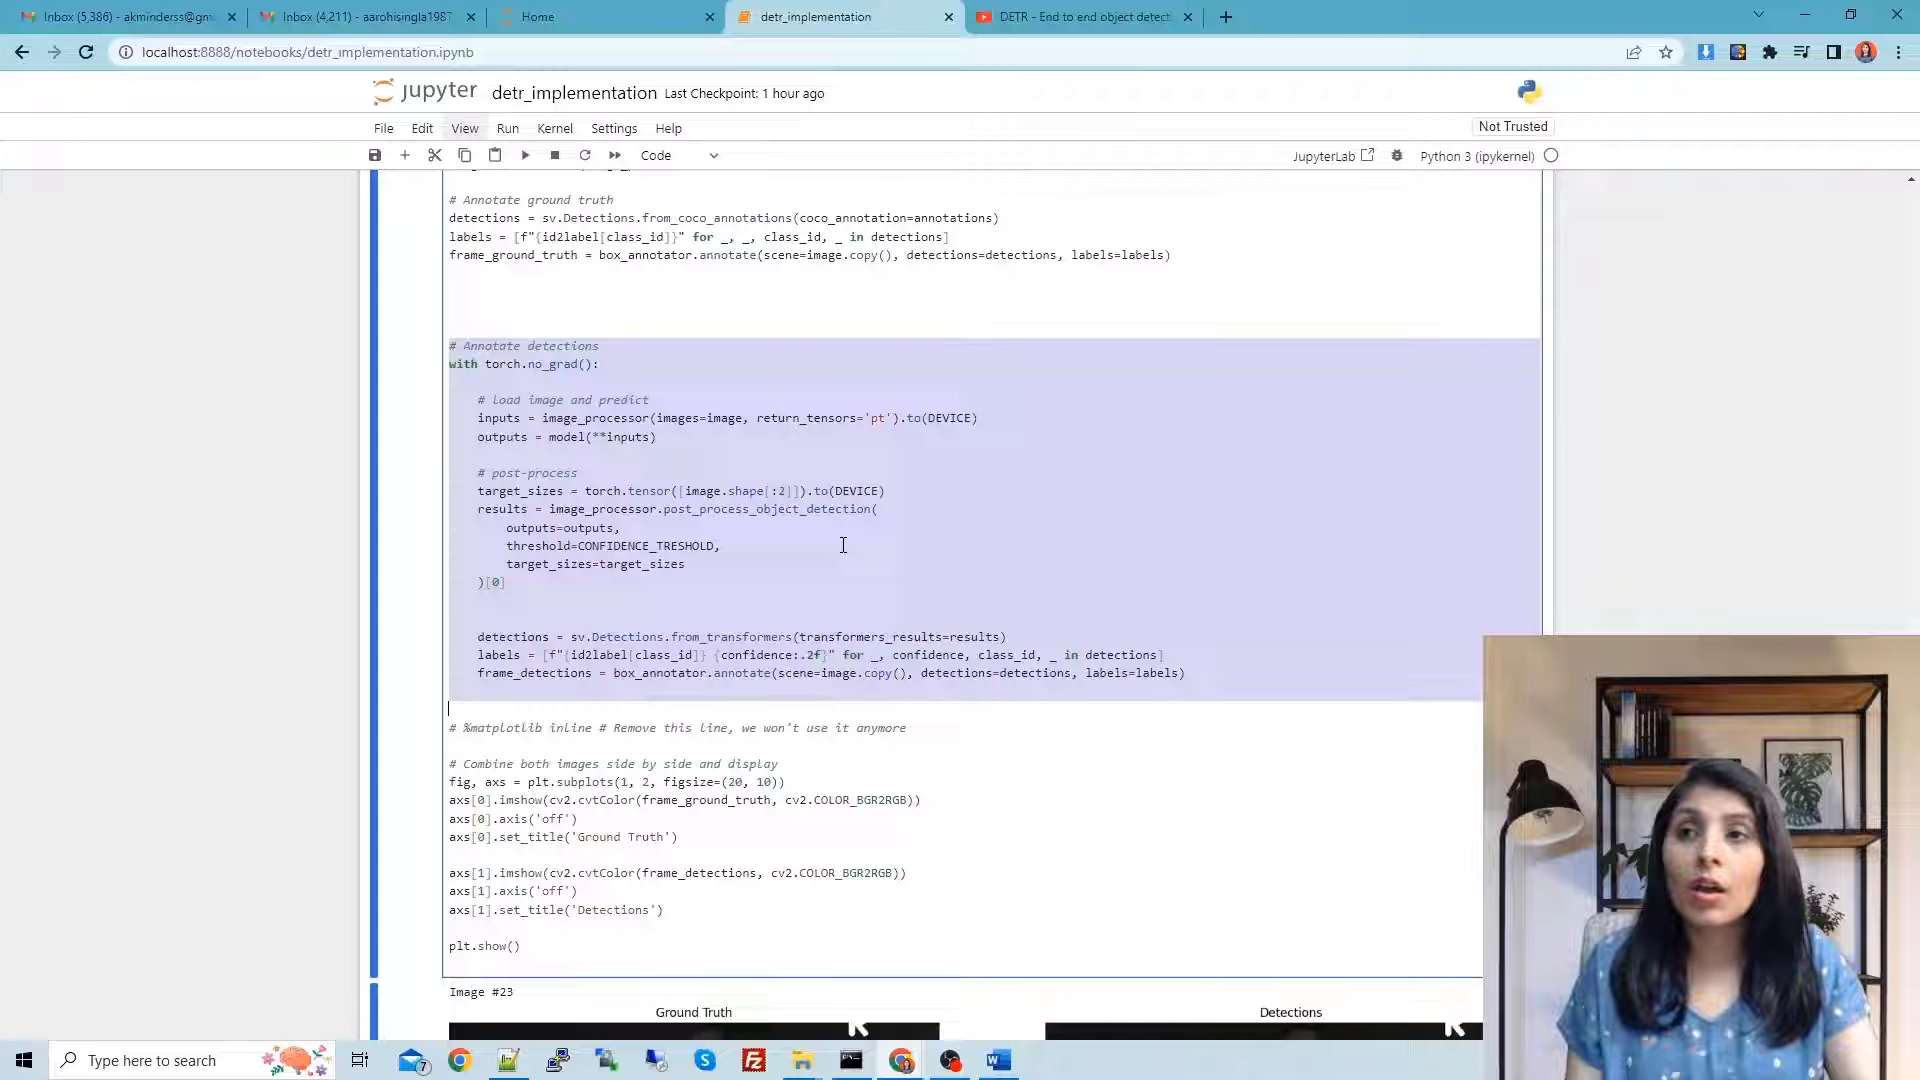 Inbox (5,386) - akminderss@gm
Inbox (4,211) - aarohisingla1987
Home
detr_implementation
DETR - End to end object detect
localhost:8888/notebooks/detr_implementation.ipynb
jupyter
detr_implementation Last Checkpoint: 1 hour ago
File Edit View Run Kernel Settings Help
Not Trusted
Code
JupyterLab
Python 3 (ipykernel)
# Annotate ground truth
detections = sv.Detections.from_coco_annotations(coco_annotation=annotations)
labels = [f"{id2label[class_id]}" for _, _, class_id, _ in detections]
frame_ground_truth = box_annotator.annotate(scene=image.copy(), detections=detections, labels=labels)
# Annotate detections
with torch.no_grad():
# load image and predict
inputs = image_processor(images=image, return_tensors='pt').to(DEVICE)
outputs = model(**inputs)
# post-process
target_sizes = torch.tensor([image.shape[:2]]).to(DEVICE)
results = image_processor.post_process_object_detection(
outputs=outputs,
threshold=CONFIDENCE_TRESHOLD,
target_sizes=target_sizes
)[0]
detections = sv.Detections.from_transformers(transformers_results=results)
labels = [f"{id2label[class_id]} {confidence:.2f}" for _, confidence, class_id, _ in detections]
frame_detections = box_annotator.annotate(scene=image.copy(), detections=detections, labels=labels)
# %matplotlib inline # Remove this line, we won't use it anymore
# Combine both images side by side and display
fig, axs = plt.subplots(1, 2, figsize=(20, 10))
axs[0].imshow(cv2.cvtColor(frame_ground_truth, cv2.COLOR_BGR2RGB))
axs[0].axis('off')
axs[0].set_title('Ground Truth')
axs[1].imshow(cv2.cvtColor(frame_detections, cv2.COLOR_BGR2RGB))
axs[1].axis('off')
axs[1].set_title('Detections')
plt.show()
Image #23
Ground Truth
Detections
Type here to search
7